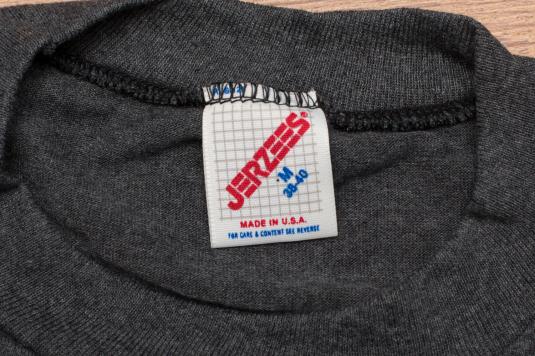 JERZEES®
M
38-40
MADE IN U.S.A.
FOR CARE & CONTENT SEE REVERSE